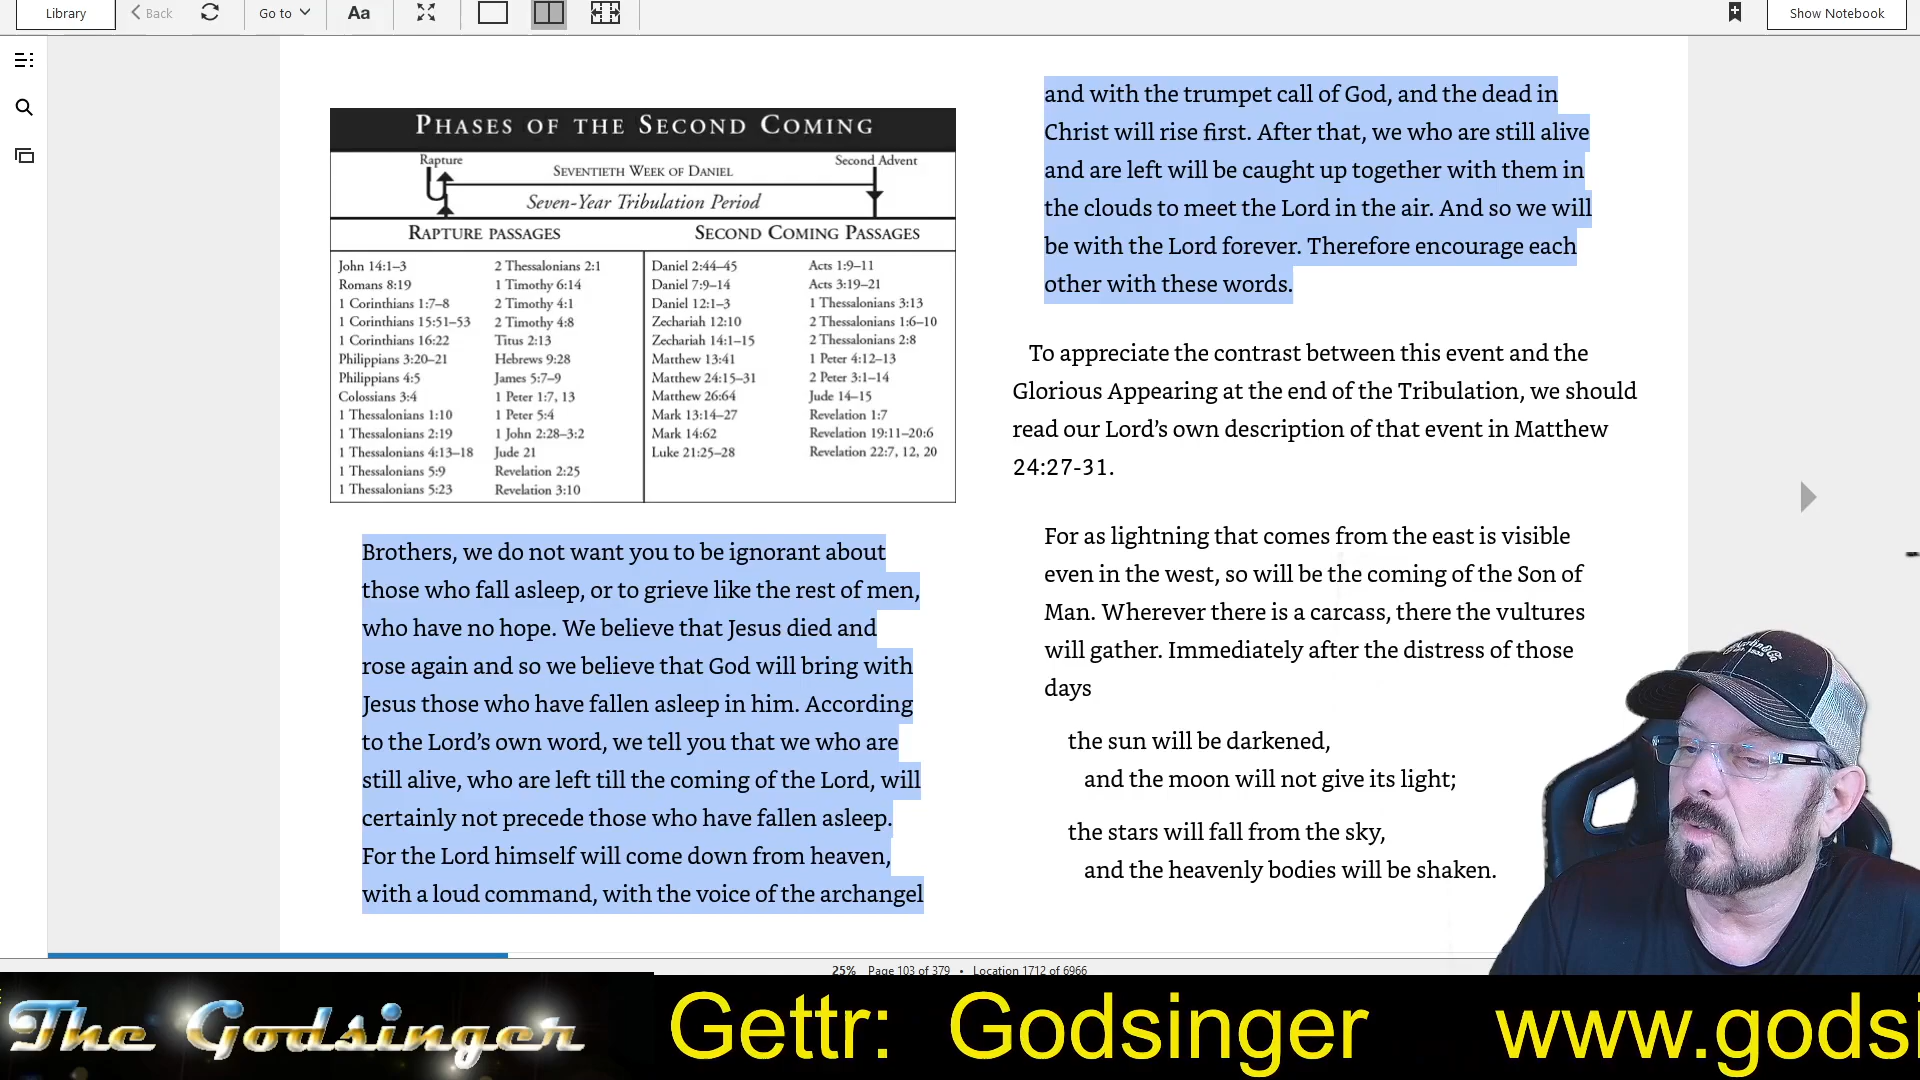 Library
Back
Go to
Aa
Show Notebook
PHASES OF THE SECOND COMING
Rapture
Second Advent
SEVENTIETH WEEK OF DANIEL
Seven-Year Tribulation Period
RAPTURE PASSAGES
SECOND COMING PASSAGES
John 14:1–3
Romans 8:19
1 Corinthians 1:7–8
1 Corinthians 15:51–53
1 Corinthians 16:22
Philippians 3:20–21
Philippians 4:5
Colossians 3:4
1 Thessalonians 1:10
1 Thessalonians 2:19
1 Thessalonians 4:13–18
1 Thessalonians 5:9
1 Thessalonians 5:23
2 Thessalonians 2:1
1 Timothy 6:14
2 Timothy 4:1
2 Timothy 4:8
Titus 2:13
Hebrews 9:28
James 5:7–9
1 Peter 1:7, 13
1 Peter 5:4
1 John 2:28–3:2
Jude 21
Revelation 2:25
Revelation 3:10
Daniel 2:44–45
Daniel 7:9–14
Daniel 12:1–3
Zechariah 12:10
Zechariah 14:1–15
Matthew 13:41
Matthew 24:15–31
Matthew 26:64
Mark 13:14–27
Mark 14:62
Luke 21:25–28
Acts 1:9–11
Acts 3:19–21
1 Thessalonians 3:13
2 Thessalonians 1:6–10
2 Thessalonians 2:8
1 Peter 4:12–13
2 Peter 3:1–14
Jude 14–15
Revelation 1:7
Revelation 19:11–20:6
Revelation 22:7, 12, 20
Brothers, we do not want you to be ignorant about
those who fall asleep, or to grieve like the rest of men,
who have no hope. We believe that Jesus died and
rose again and so we believe that God will bring with
Jesus those who have fallen asleep in him. According
to the Lord’s own word, we tell you that we who are
still alive, who are left till the coming of the Lord, will
certainly not precede those who have fallen asleep.
For the Lord himself will come down from heaven,
with a loud command, with the voice of the archangel
and with the trumpet call of God, and the dead in
Christ will rise first. After that, we who are still alive
and are left will be caught up together with them in
the clouds to meet the Lord in the air. And so we will
be with the Lord forever. Therefore encourage each
other with these words.
To appreciate the contrast between this event and the
Glorious Appearing at the end of the Tribulation, we should
read our Lord’s own description of that event in Matthew
24:27-31.
For as lightning that comes from the east is visible
even in the west, so will be the coming of the Son of
Man. Wherever there is a carcass, there the vultures
will gather. Immediately after the distress of those
days
the sun will be darkened,
and the moon will not give its light;
the stars will fall from the sky,
and the heavenly bodies will be shaken.
25% Page 103 of 379 • Location 1712 of 6966
The Godsinger
Gettr: Godsinger www.gods